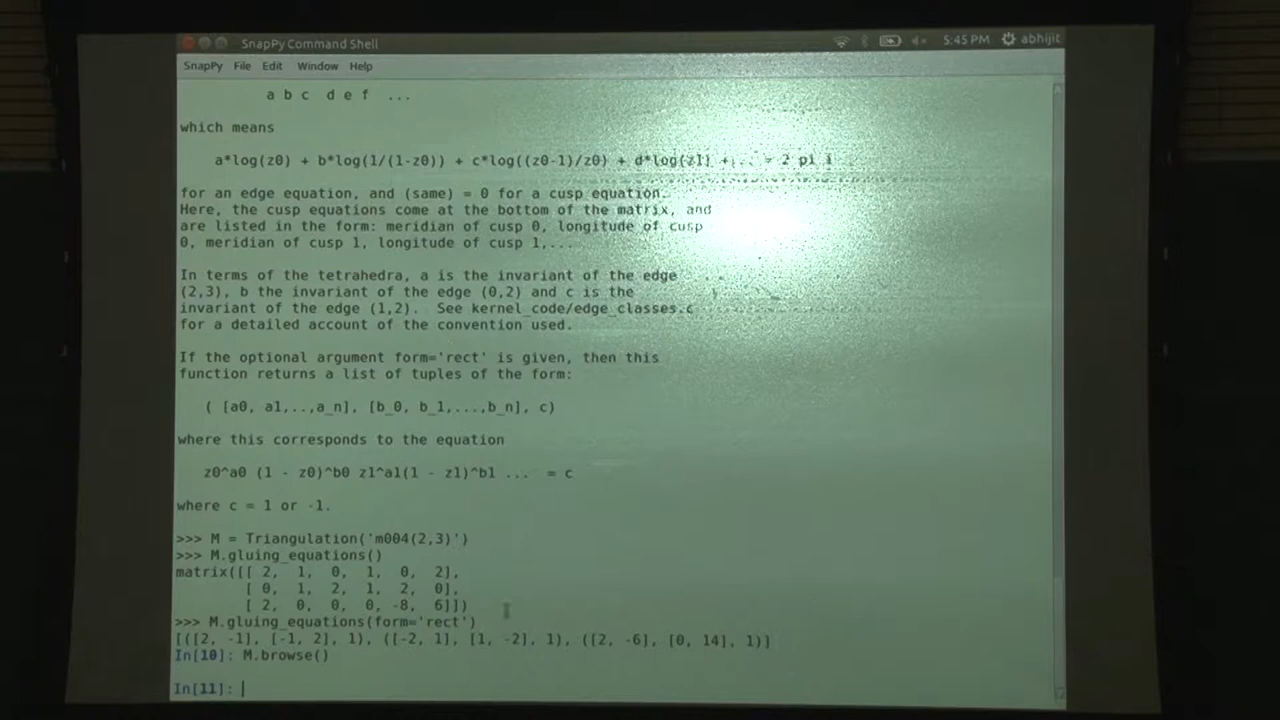 SnapPy Command Shell
5:45 PM abhijit
SnapPy File Edit Window Help
a b c d e f ...
which means
a*log(z0) + b*log(1/(1-z0)) + c*log((z0-1)/z0) + d*log(z1) +... = 2 pi i
for an edge equation, and (same) = 0 for a cusp equation.
Here, the cusp equations come at the bottom of the matrix, and
are listed in the form: meridian of cusp 0, longitude of cusp
0, meridian of cusp 1, longitude of cusp 1,...
In terms of the tetrahedra, a is the invariant of the edge
(2,3), b the invariant of the edge (0,2) and c is the
invariant of the edge (1,2). See kernel_code/edge_classes.c
for a detailed account of the convention used.
If the optional argument form='rect' is given, then this
function returns a list of tuples of the form:
( [a0, a1,..,a_n], [b_0, b_1,...,b_n], c)
where this corresponds to the equation
z0^a0 (1 - z0)^b0 z1^a1(1 - z1)^b1 ... = c
where c = 1 or -1.
>>> M = Triangulation('m004(2,3)')
>>> M.gluing_equations()
matrix([[ 2, 1, 0, 1, 0, 2],
[ 0, 1, 2, 1, 2, 0],
[ 2, 0, 0, 0, -8, 6]])
>>> M.gluing_equations(form='rect')
[([2, -1], [-1, 2], 1), ([-2, 1], [1, -2], 1), ([2, -6], [0, 14], 1)]
In[10]: M.browse()
In[11]: